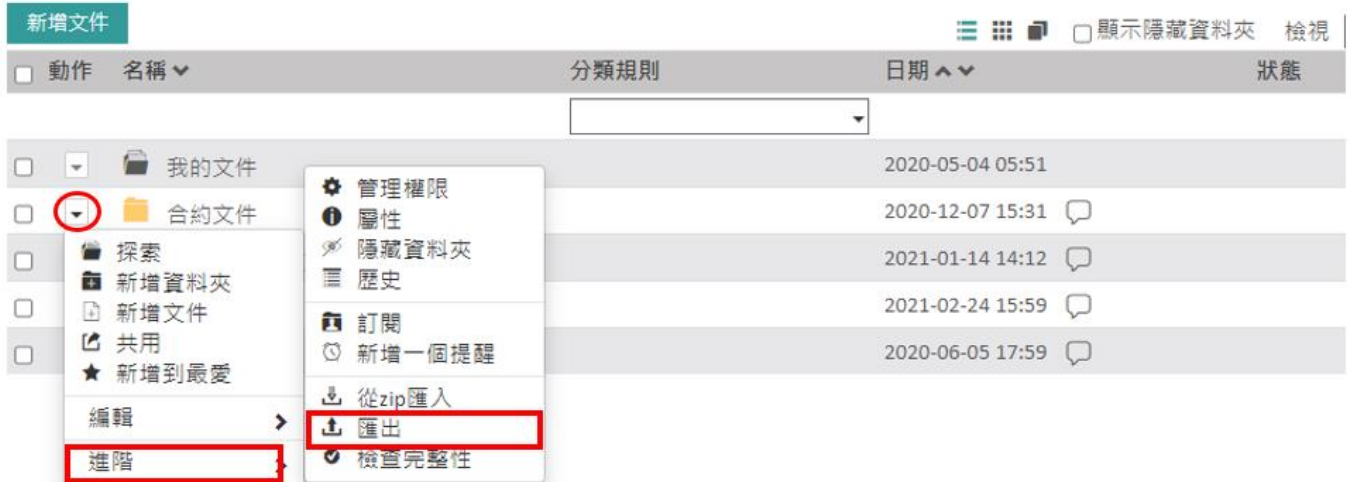 新增文件
顯示隱藏資料夾 檢視
動作 名稱 分類規則 日期 狀態
我的文件 2020-05-04 05:51
合約文件 2020-12-07 15:31
2021-01-14 14:12
2021-02-24 15:59
2020-06-05 17:59
探索
新增資料夾
新增文件
共用
新增到最愛
編輯
進階
管理權限
屬性
隱藏資料夾
歷史
訂閱
新增一個提醒
從zip匯入
匯出
檢查完整性